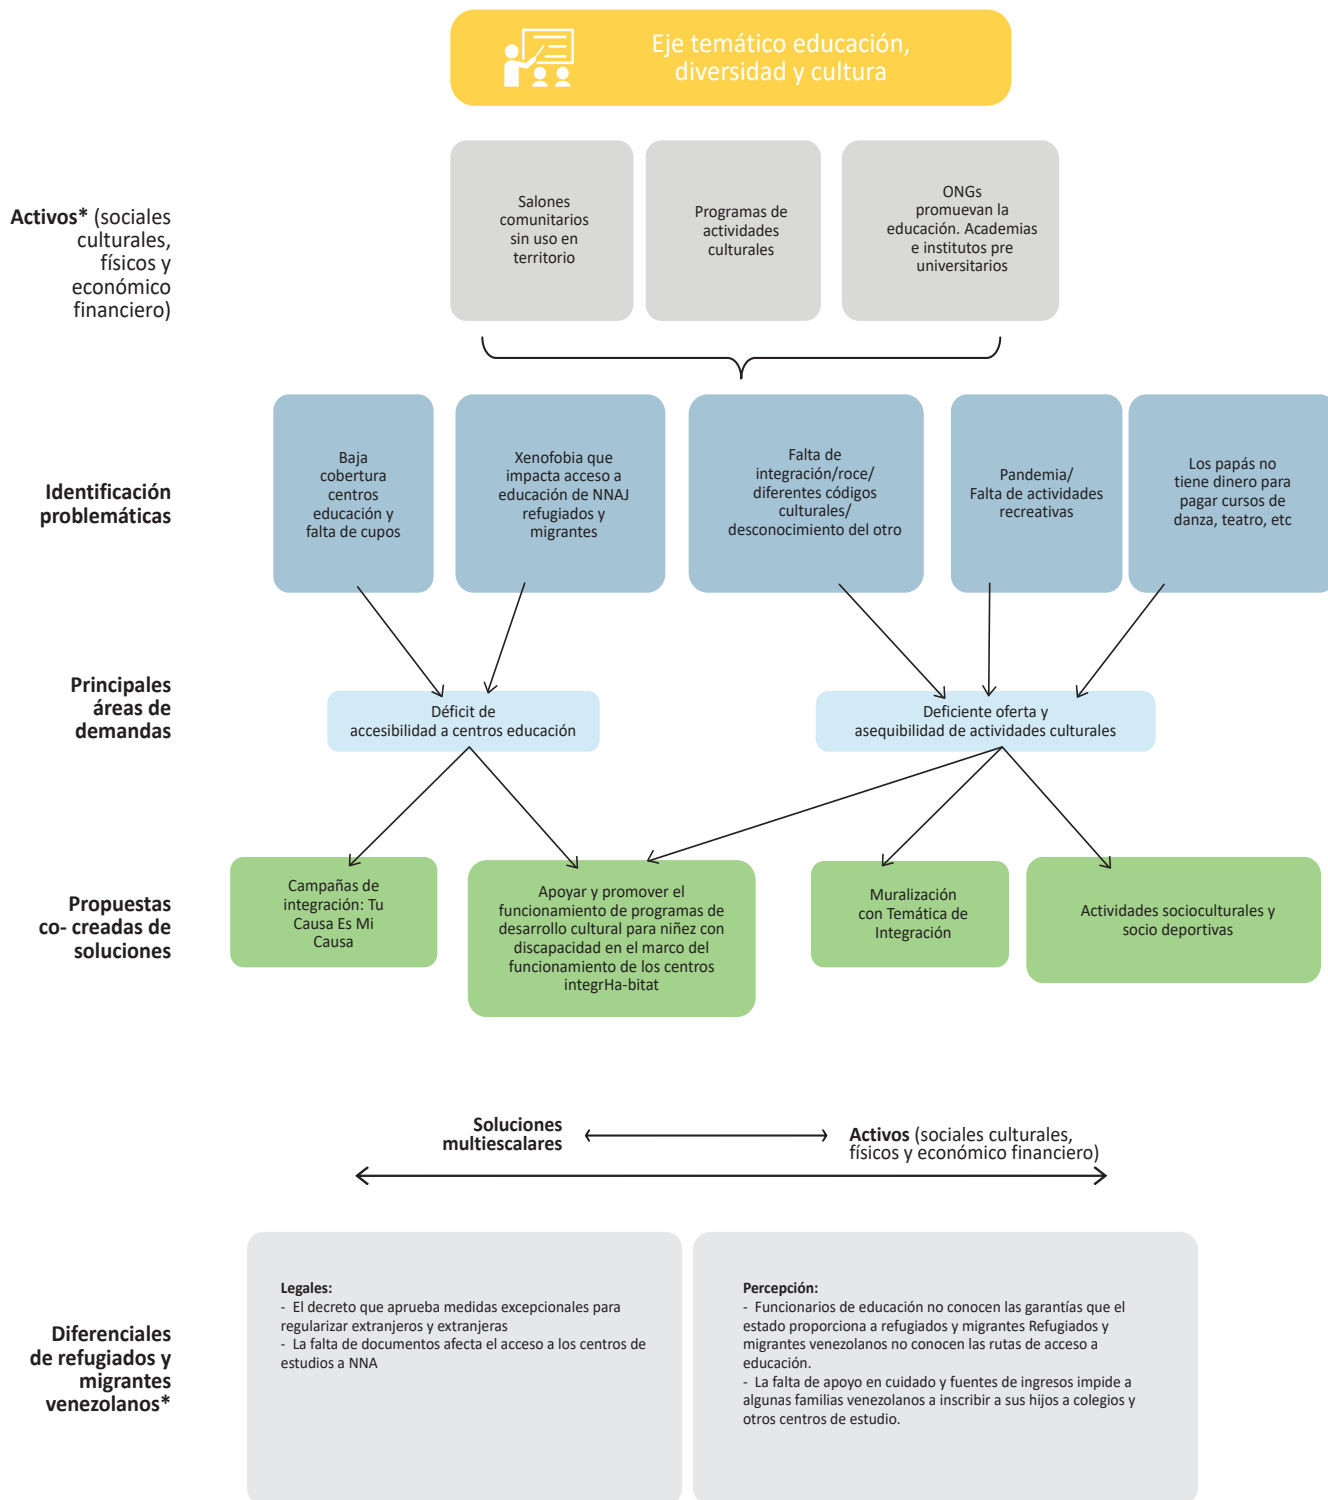 Eje temático educación,
diversidad y cultura
Activos* (sociales
culturales,
físicos y
económico
financiero)
Salones
comunitarios
sin uso en
territorio
Programas de
actividades
culturales
ONGs
promuevan la
educación. Academias
e institutos pre
universitarios
Identificación
problemáticas
Baja
cobertura
centros
educación y
falta de cupos
Xenofobia que
impacta acceso a
educación de NNAJ
refugiados y
migrantes
Falta de
integración/roce/
diferentes códigos
culturales/
desconocimiento del otro
Pandemia/
Falta de actividades
recreativas
Los papás no
tiene dinero para
pagar cursos de
danza, teatro, etc
Principales
áreas de
demandas
Déficit de
accesibilidad a centros educación
Deficiente oferta y
asequibilidad de actividades culturales
Propuestas
co- creadas de
soluciones
Campañas de
integración: Tu
Causa Es Mi
Causa
Apoyar y promover el
funcionamiento de programas de
desarrollo cultural para niñez con
discapacidad en el marco del
funcionamiento de los centros
integrHa-bitat
Muralización
con Temática de
Integración
Actividades socioculturales y
socio deportivas
Soluciones
multiescalares
Activos (sociales culturales,
físicos y económico financiero)
Diferenciales
de refugiados y
migrantes
venezolanos*
Legales:
- El decreto que aprueba medidas excepcionales para
regularizar extranjeros y extranjeras
- La falta de documentos afecta el acceso a los centros de
estudios a NNA
Percepción:
- Funcionarios de educación no conocen las garantías que el
estado proporciona a refugiados y migrantes Refugiados y
migrantes venezolanos no conocen las rutas de acceso a
educación.
- La falta de apoyo en cuidado y fuentes de ingresos impide a
algunas familias venezolanos a inscribir a sus hijos a colegios y
otros centros de estudio.